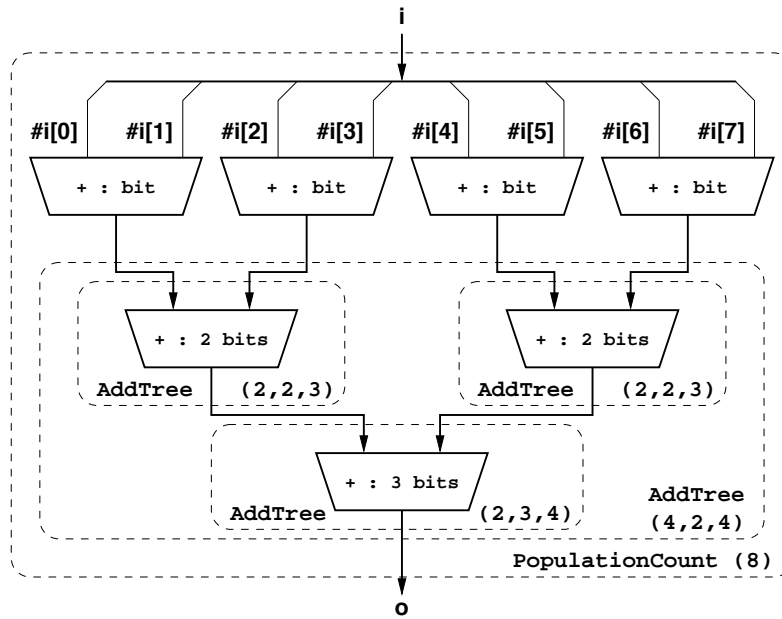 i
#i[0] #i[1] #i[2] #i[3] #i[4] #i[5] #i[6] #i[7]
+ : bit + : bit + : bit + : bit
+ : 2 bits + : 2 bits
AddTree (2,2,3) AddTree (2,2,3)
+ : 3 bits
AddTree (2,3,4)
AddTree
(4,2,4)
PopulationCount (8)
o